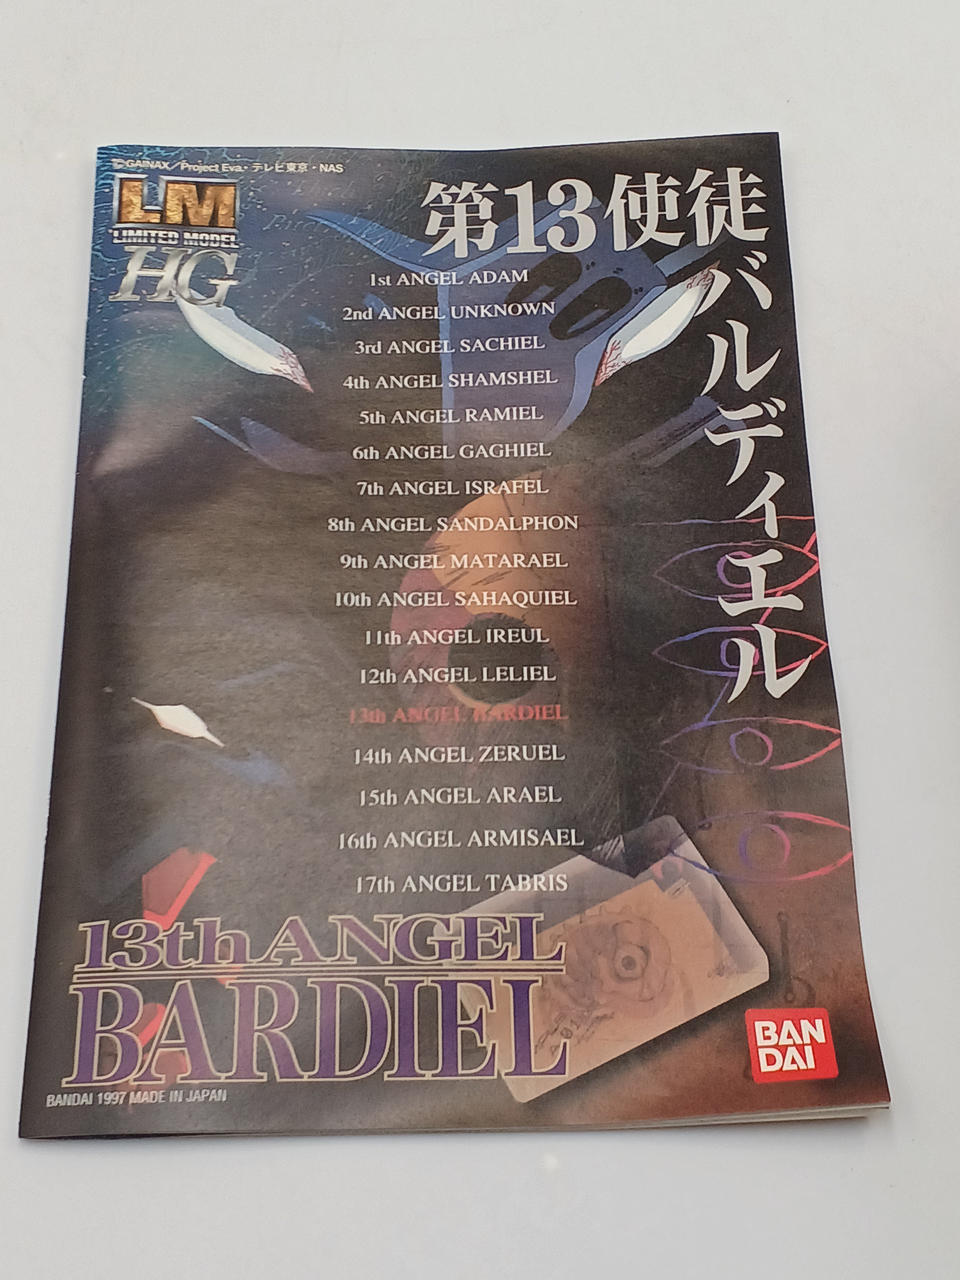 ©GAINAX/Project Eva.・テレビ東京・NAS
LM
LIMITED MODEL
HG
第13使徒
バルディエル
1st ANGEL ADAM
2nd ANGEL UNKNOWN
3rd ANGEL SACHIEL
4th ANGEL SHAMSHEL
5th ANGEL RAMIEL
6th ANGEL GAGHIEL
7th ANGEL ISRAFEL
8th ANGEL SANDALPHON
9th ANGEL MATARAEL
10th ANGEL SAHAQUIEL
11th ANGEL IREUL
12th ANGEL LELIEL
13th ANGEL BARDIEL
14th ANGEL ZERUEL
15th ANGEL ARAEL
16th ANGEL ARMISAEL
17th ANGEL TABRIS
13th ANGEL
BARDIEL
BAN
DAI
BANDAI 1997 MADE IN JAPAN